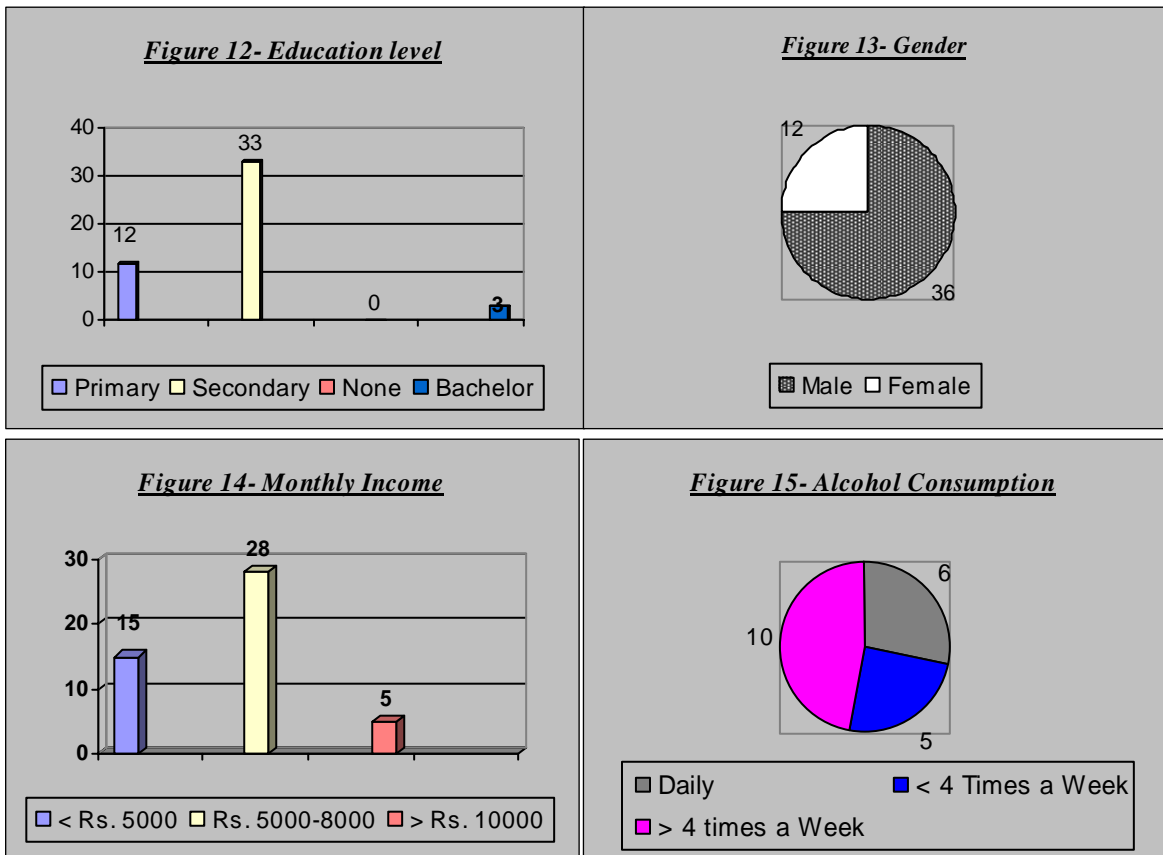 Figure 12- Education level
40
30
20
10
0
12
33
0
3
Primary Secondary None Bachelor
Figure 13- Gender
12
36
Male Female
Figure 14- Monthly Income
30
20
10
0
15
28
5
< Rs. 5000 Rs. 5000-8000 > Rs. 10000
Figure 15- Alcohol Consumption
6
10
5
Daily < 4 Times a Week
> 4 times a Week